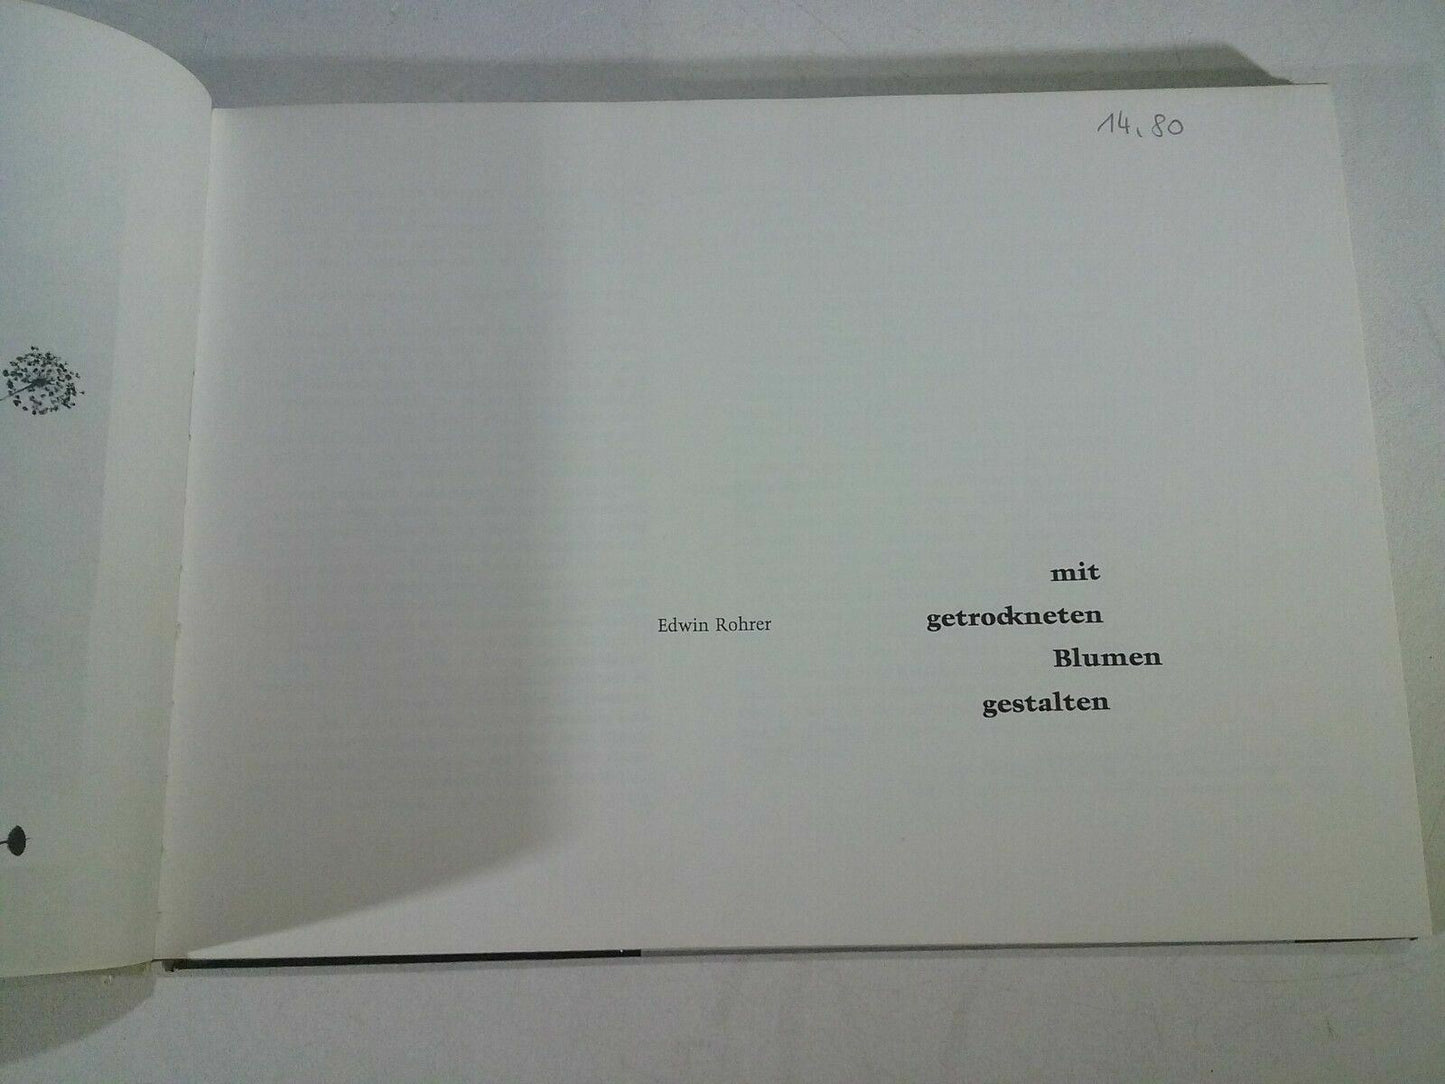 14,80
Edwin Rohrer
mit
getrockneten
Blumen
gestalten